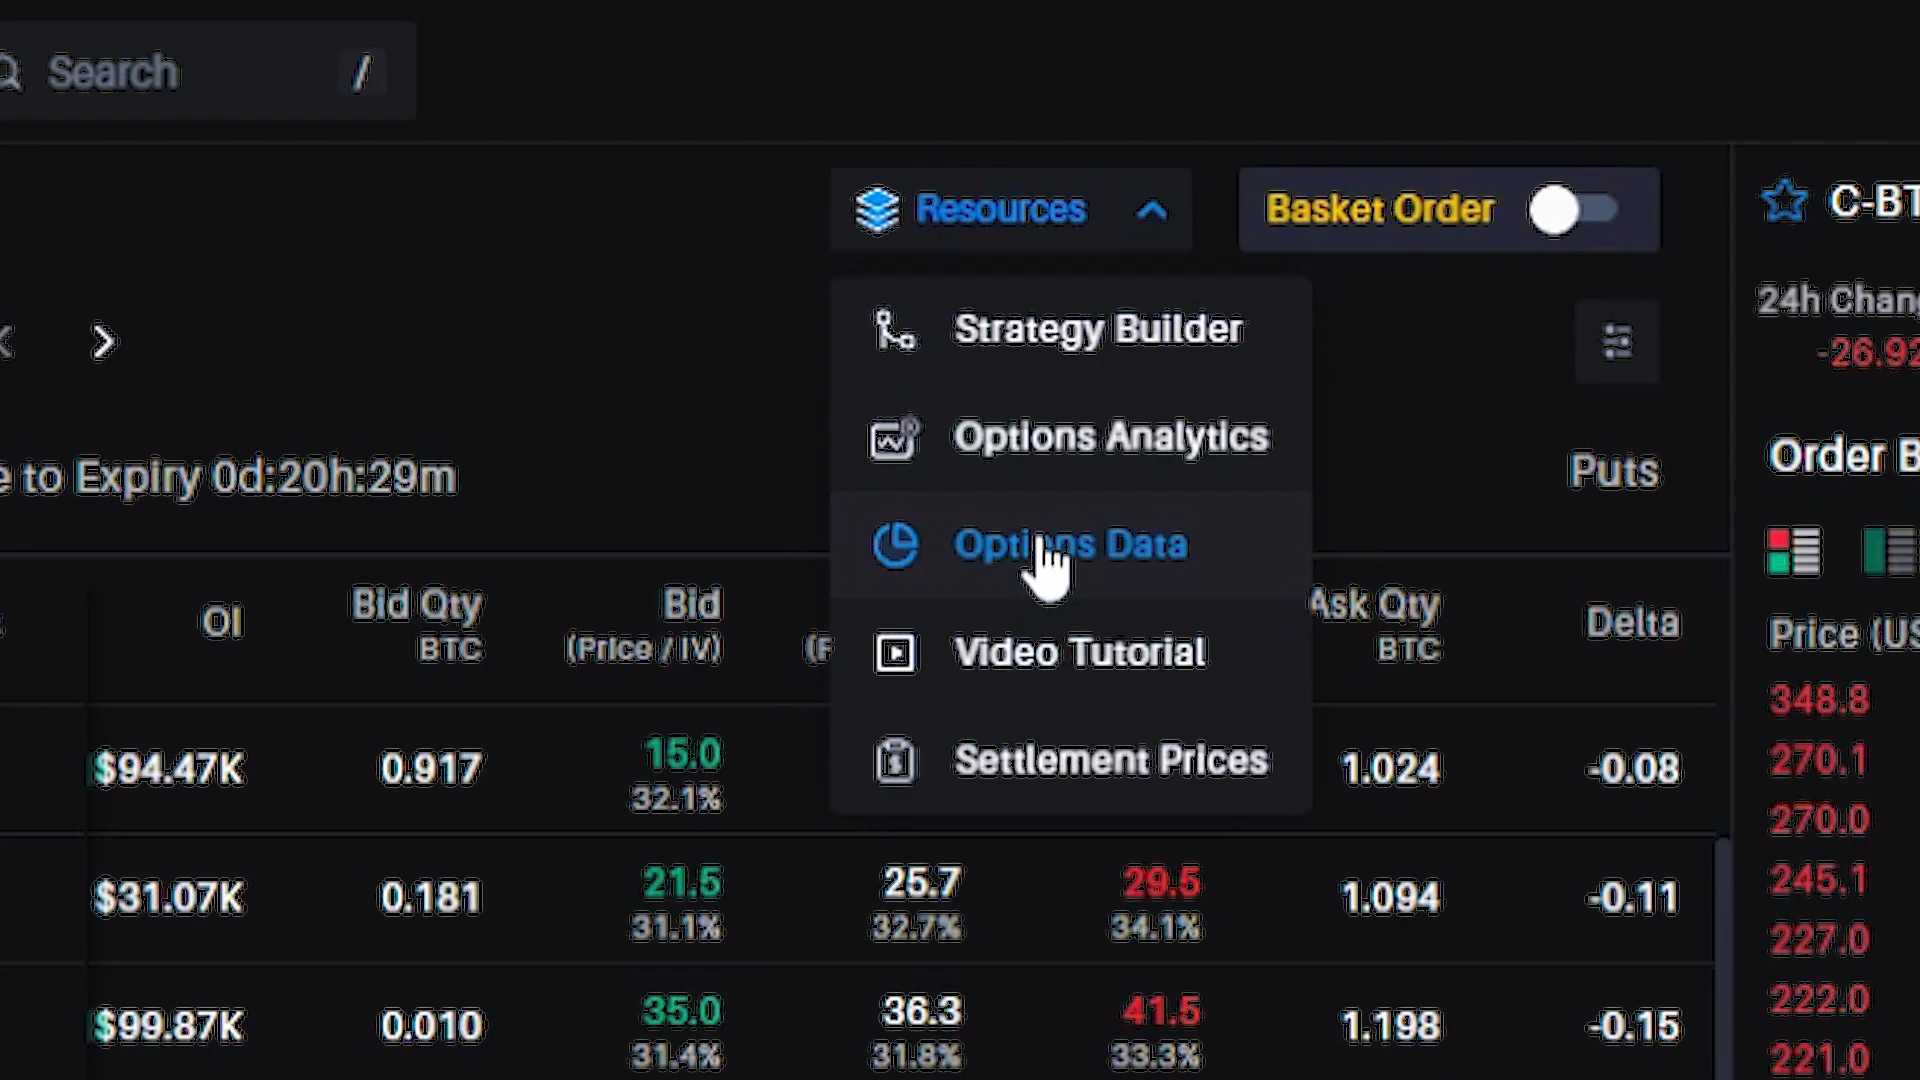 Search /
Resources
Basket Order
C-BT
Strategy Builder
24h Chang
-26.92
Options Analytics
to Expiry 0d:20h:29m
Puts
Order B
Options Data
OI
Bid Qty
BTC
Bid
(Price / IV)
Ask Qty
BTC
Delta
Price (US
Video Tutorial
348.8
$94.47K
0.917
15.0
32.1%
Settlement Prices
1.024
-0.08
270.1
270.0
$31.07K
0.181
21.5
31.1%
25.7
32.7%
29.5
34.1%
1.094
-0.11
245.1
227.0
$99.87K
0.010
35.0
31.4%
36.3
31.8%
41.5
33.3%
1.198
-0.15
222.0
221.0